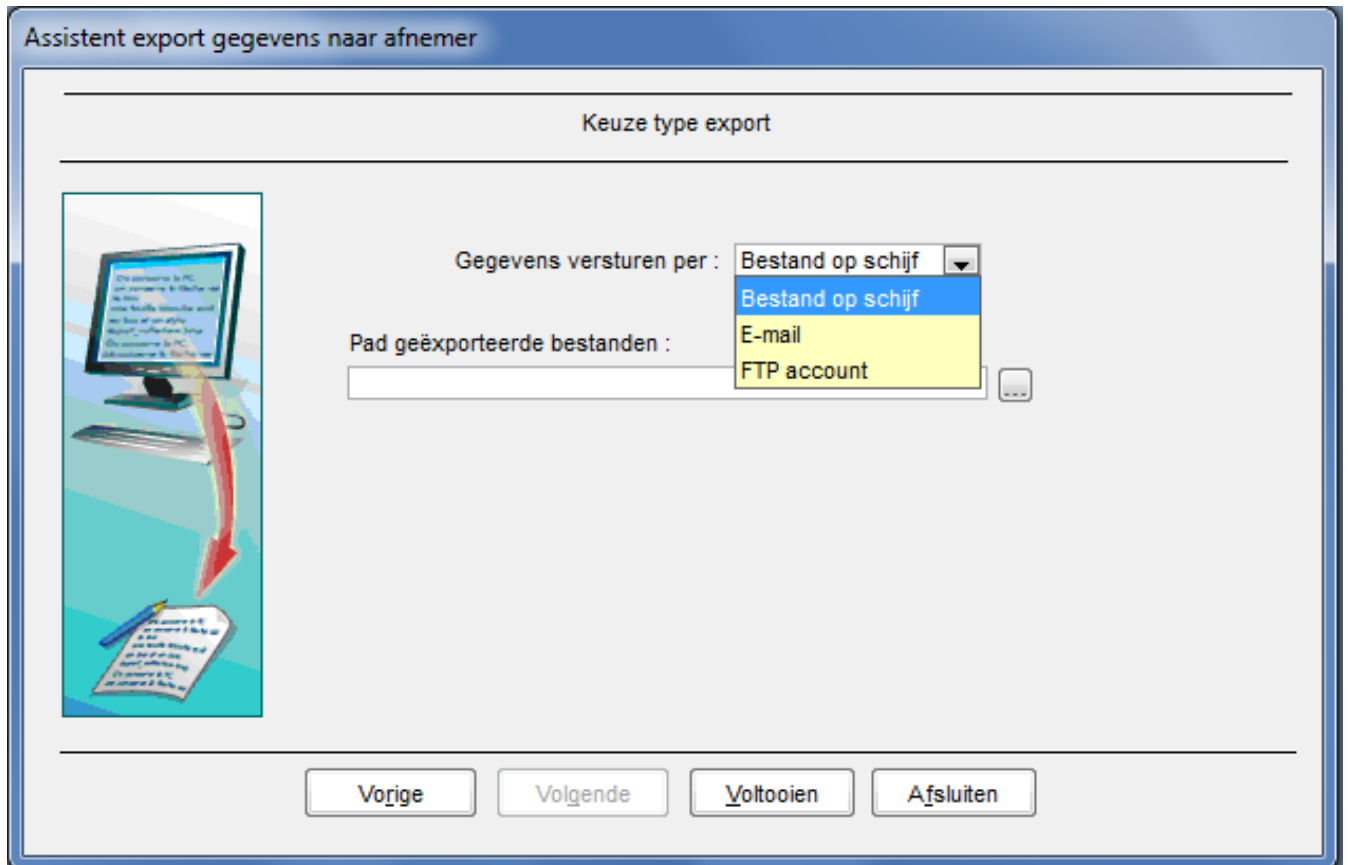 Assistent export gegevens naar afnemer
Keuze type export
Gegevens versturen per : Bestand op schijf
Bestand op schijf
E-mail
Pad geëxporteerde bestanden :
FTP account
...
Vorige Volgende Voltooien Afsluiten